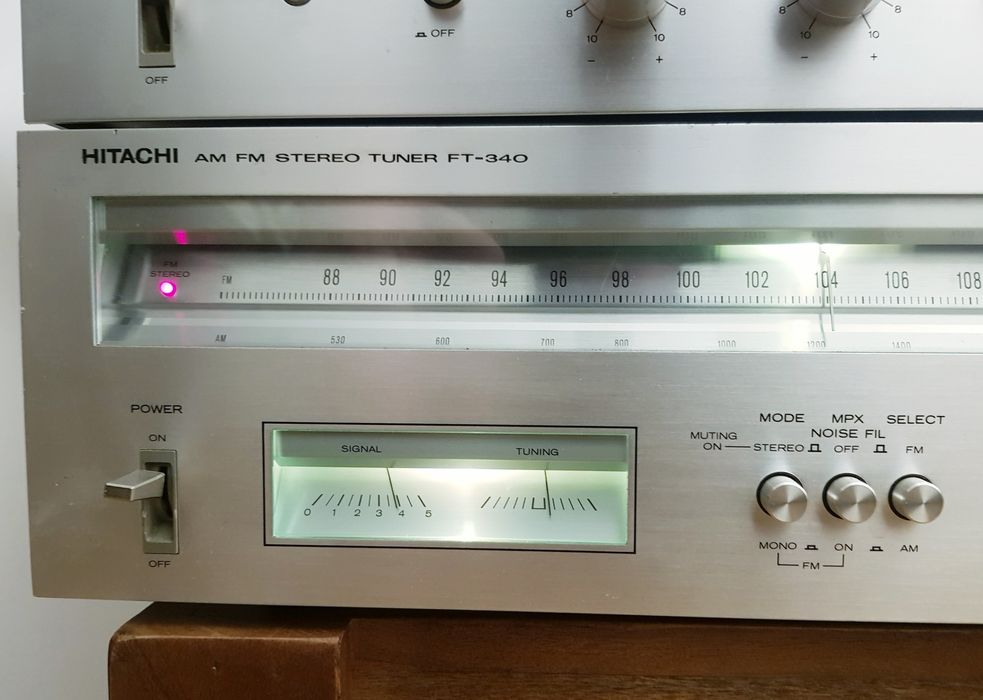 OFF
OFF
8 10 - 8 10 +
8 10 - 8 10 +
HITACHI AM FM STEREO TUNER FT-340
FM
STEREO
FM 88 90 92 94 96 98 100 102 104 106 108
AM 530 600 700 800 1000 1200 1400
POWER
ON
OFF
SIGNAL TUNING
0 1 2 3 4 5
MODE MPX SELECT
NOISE FIL
MUTING
ON STEREO OFF FM
MONO ON AM
FM